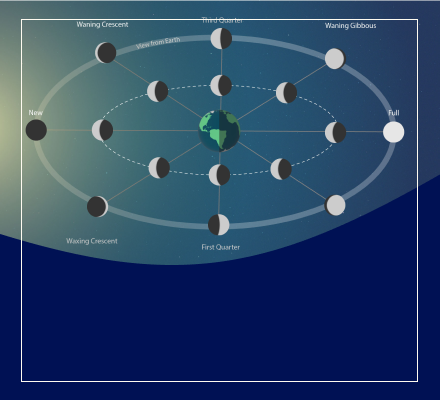 Third Quarter
Waning Crescent
Waning Gibbous
View from Earth
New
Full
Waxing Crescent
First Quarter